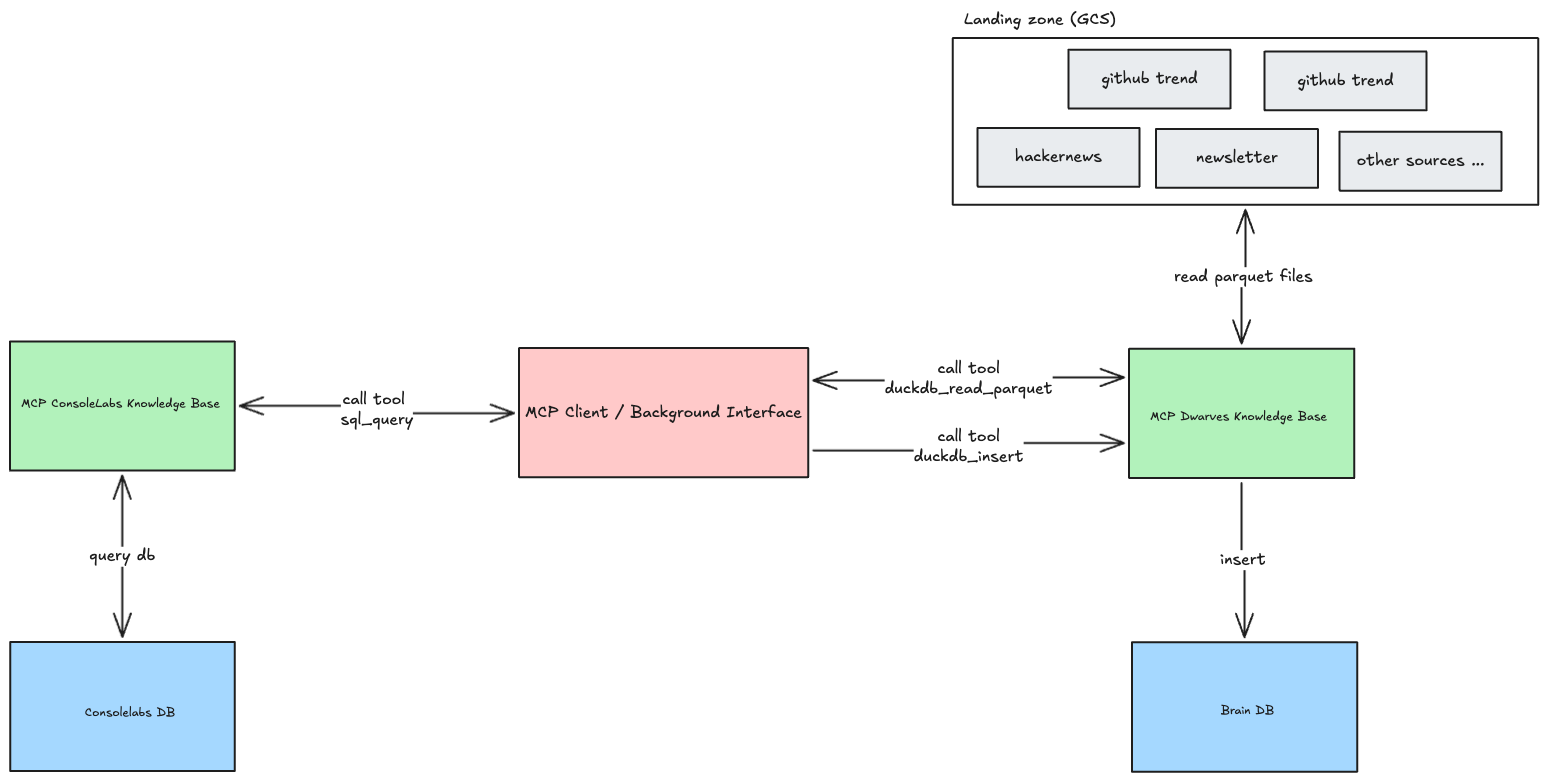 Landing zone (GCS)
github trend
github trend
hackernews
newsletter
other sources ...
read parquet files
MCP ConsoleLabs Knowledge Base
call tool
sql_query
MCP Client / Background Interface
call tool
duckdb_read_parquet
call tool
duckdb_insert
MCP Dwarves Knowledge Base
query db
insert
Consolelabs DB
Brain DB